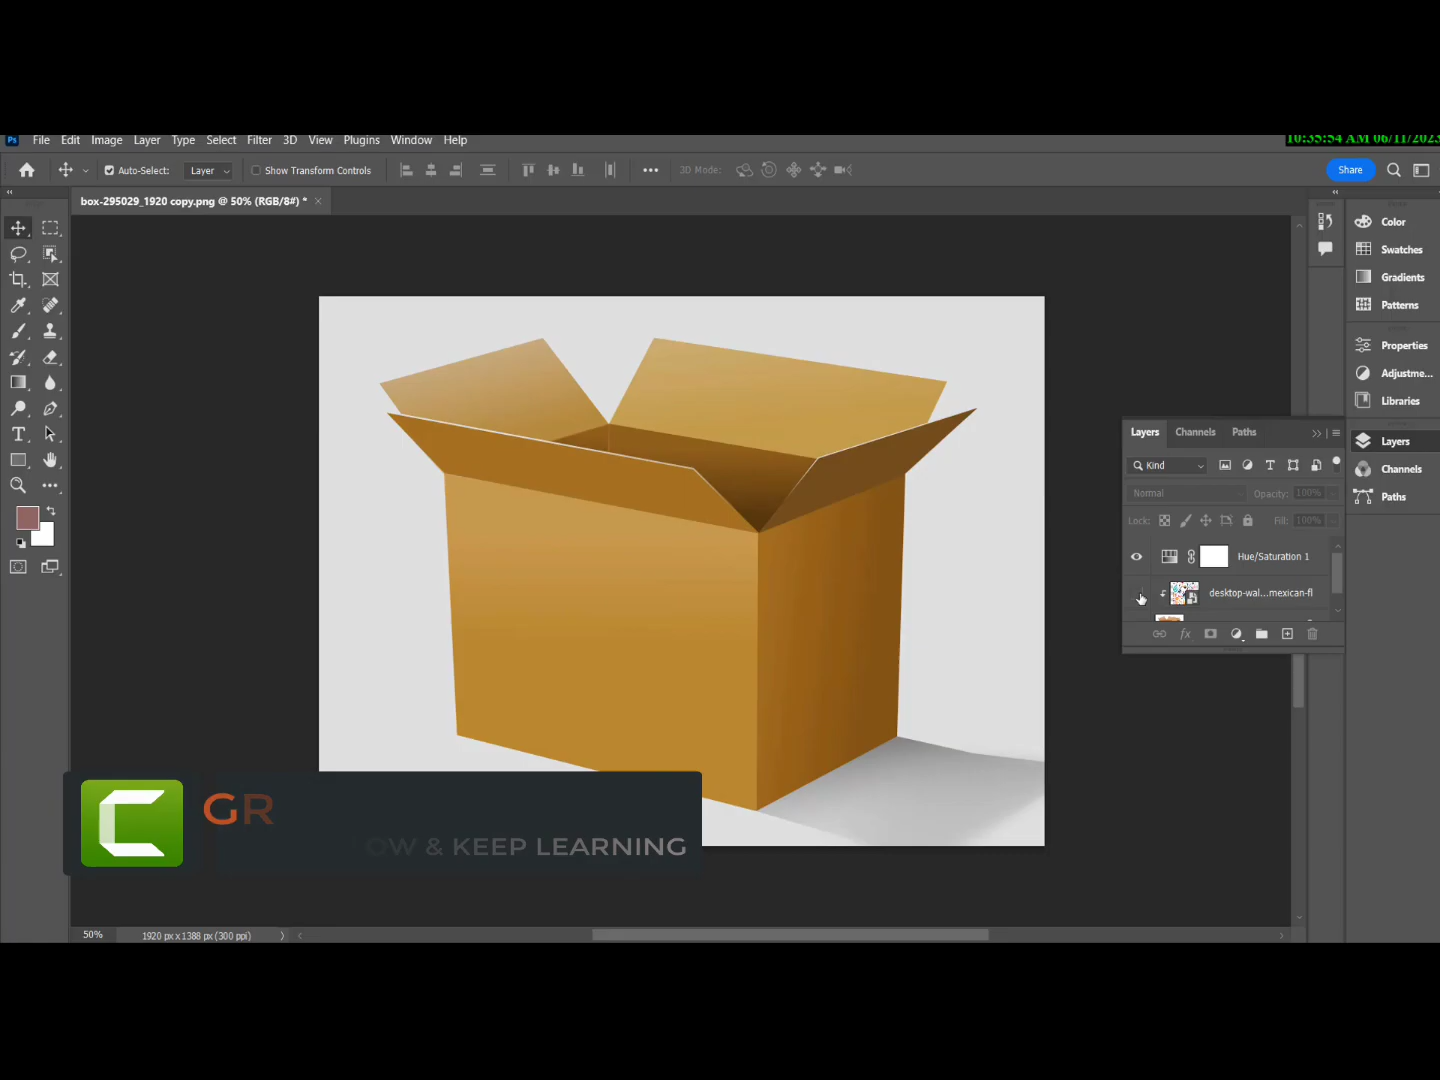 Ps File Edit Image Layer Type Select Filter 3D View Plugins Window Help
10:35:54 AM 06/11/2023
Auto-Select: Layer Show Transform Controls 3D Mode: Share
box-295029_1920 copy.png @ 50% (RGB/8#) *
Color
Swatches
Gradients
Patterns
Properties
Adjustme...
Libraries
Layers
Channels
Paths
Layers Channels Paths
Kind
Normal Opacity: 100%
Lock: Fill: 100%
Hue/Saturation 1
desktop-wal...mexican-fl
GR
OW & KEEP LEARNING
50% 1920 px x 1388 px (300 ppi)